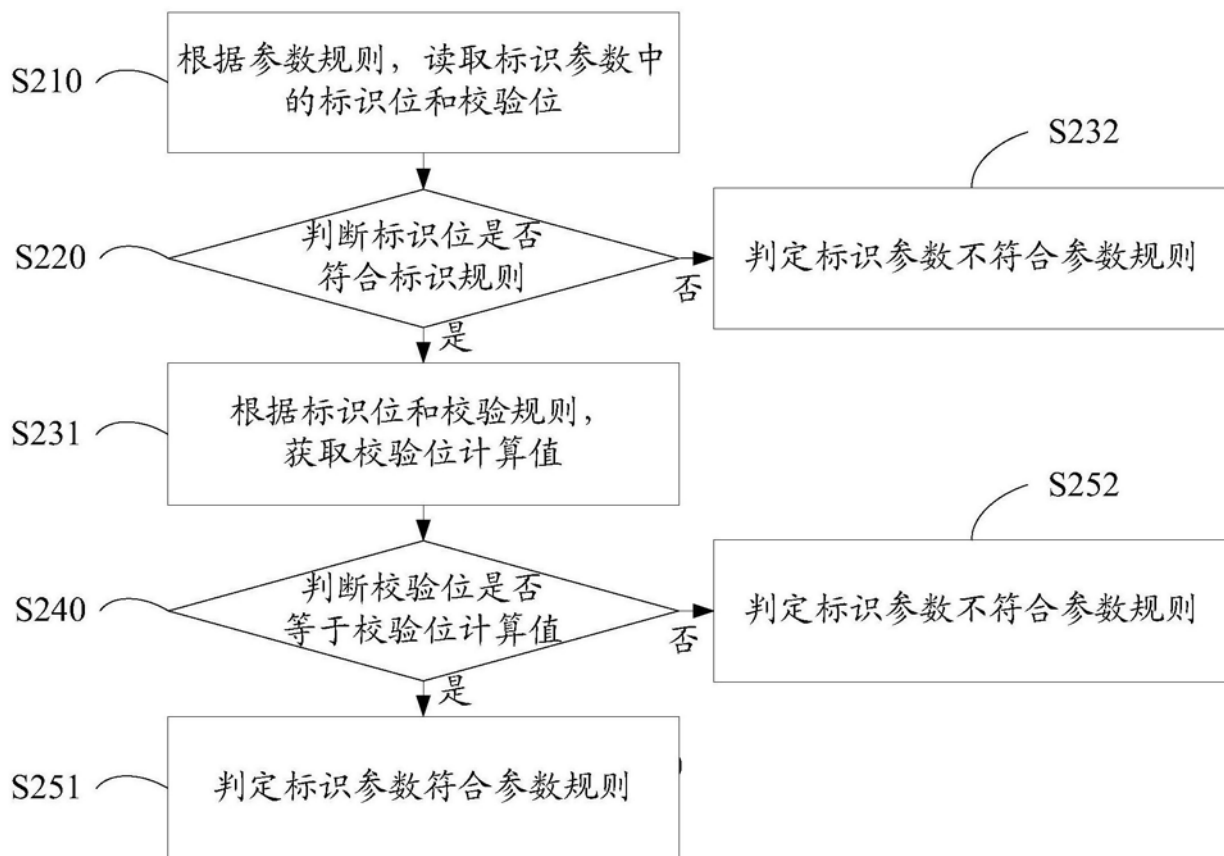 S210
根据参数规则，读取标识参数中
的标识位和校验位
S232
S220
判断标识位是否
符合标识规则
否
判定标识参数不符合参数规则
是
S231
根据标识位和校验规则，
获取校验位计算值
S252
S240
判断校验位是否
等于校验位计算值
否
判定标识参数不符合参数规则
是
S251
判定标识参数符合参数规则